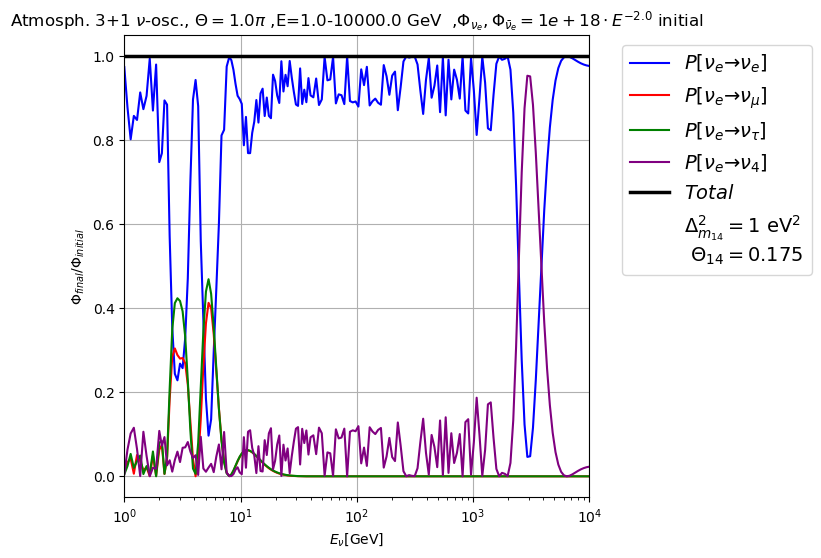 Atmosph. 3+1 ν-osc., Θ = 1.0π ,E=1.0-10000.0 GeV ,Φ_{ν_e}, Φ_{ν̄_e} = 1e + 18 · E^{−2.0} initial
1.0
0.8
0.6
0.4
0.2
0.0
Φ_{final}/Φ_{initial}
10^0
10^1
10^2
10^3
10^4
E_ν[GeV]
P[ν_e→ν_e]
P[ν_e→ν_μ]
P[ν_e→ν_τ]
P[ν_e→ν_4]
Total
Δ^2_{m_{14}} = 1 eV^2
Θ_{14} = 0.175